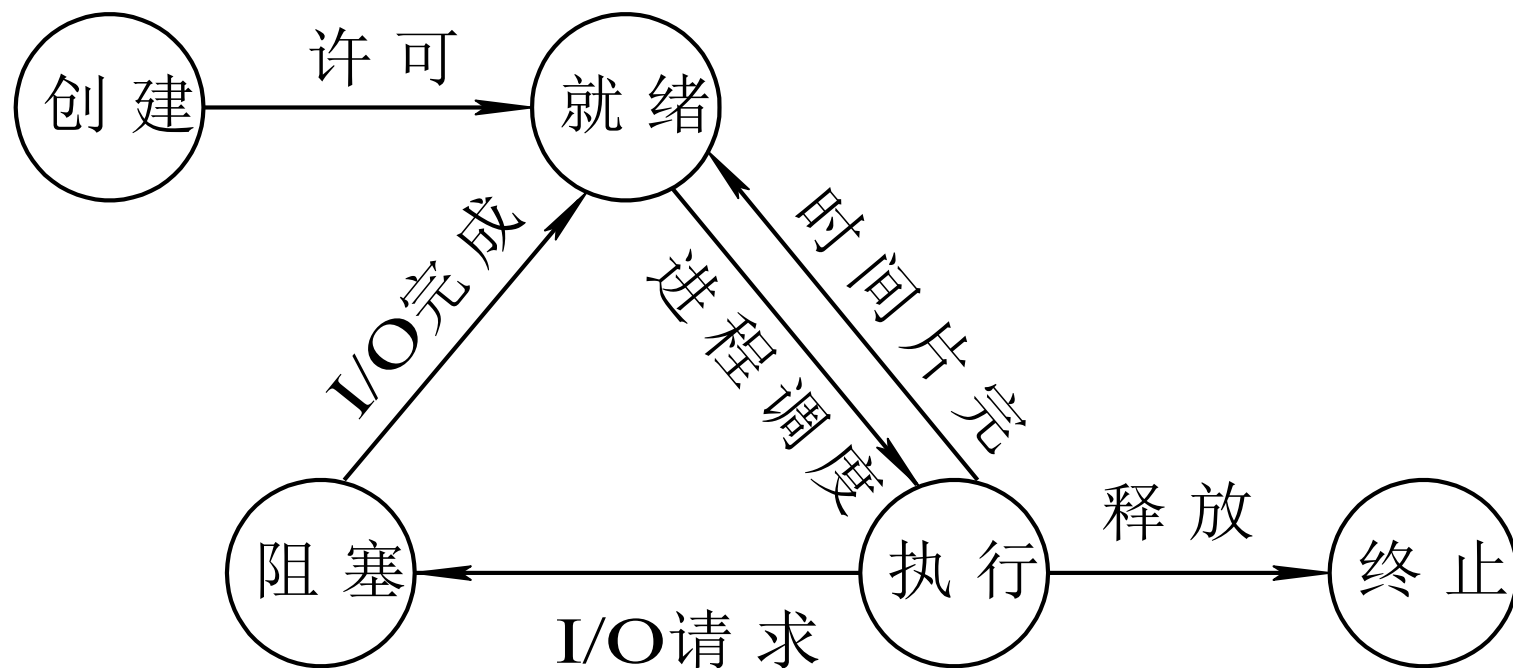 创建
许可
就绪
I/O完成
进程调度
时间片完
阻塞
I/O请求
执行
释放
终止